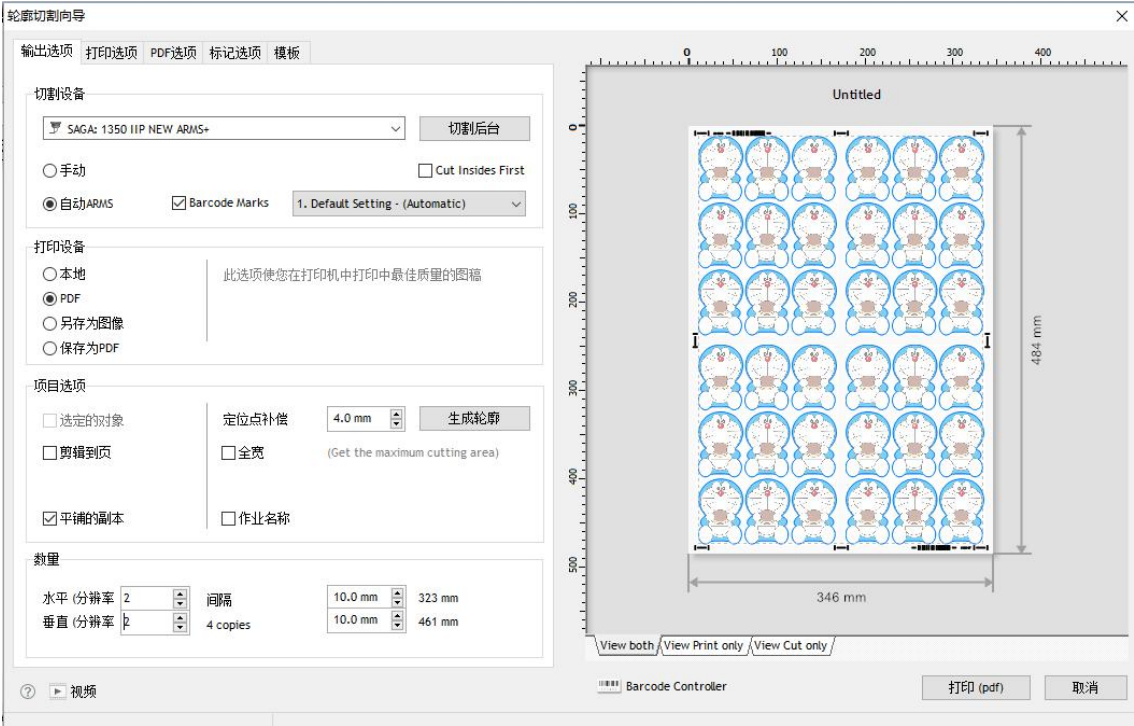 轮廓切割向导
输出选项 打印选项 PDF选项 标记选项 模板
切割设备
SAGA: 1350 IIP NEW ARMS+ 切割后台
手动 Cut Insides First
自动ARMS Barcode Marks 1. Default Setting - (Automatic)
打印设备
本地 此选项使您在打印机中打印中最佳质量的图稿
PDF
另存为图像
保存为PDF
项目选项
选定的对象 定位点补偿 4.0 mm 生成轮廓
剪辑到页 全宽 (Get the maximum cutting area)
平铺的副本 作业名称
数量
水平 (分辨率 2 间隔 10.0 mm 323 mm
垂直 (分辨率 2 4 copies 10.0 mm 461 mm
? 视频
0 100 200 300 400
Untitled
0
100
200
300
400
500
484 mm
346 mm
View both View Print only View Cut only
Barcode Controller 打印 (pdf) 取消